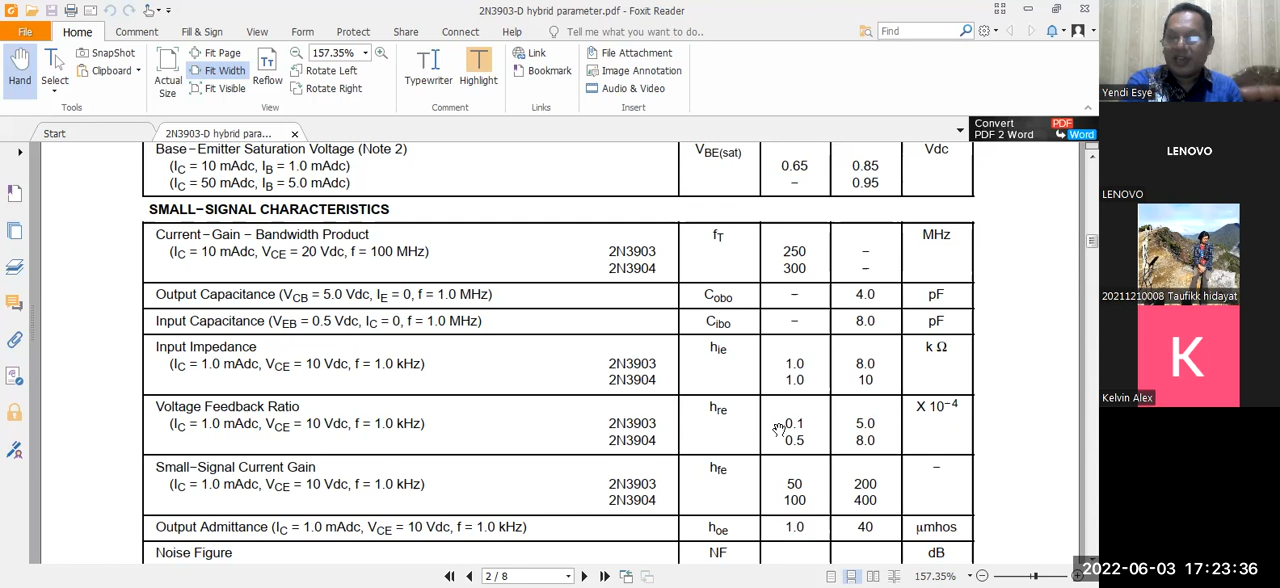 2N3903-D hybrid parameter.pdf - Foxit Reader
File
Home
Comment
Fill & Sign
View
Form
Protect
Share
Connect
Help
Tell me what you want to do..
Find
Hand
Select
SnapShot
Clipboard
Tools
Actual
Size
Fit Page
Fit Width
Fit Visible
Reflow
157.35%
Rotate Left
Rotate Right
View
Typewriter
Highlight
Comment
Link
Bookmark
Links
File Attachment
Image Annotation
Audio & Video
Insert
Start
2N3903-D hybrid para...
Convert PDF
PDF 2 Word Word
Base−Emitter Saturation Voltage (Note 2) VBE(sat) Vdc
(IC = 10 mAdc, IB = 1.0 mAdc) 0.65 0.85
(IC = 50 mAdc, IB = 5.0 mAdc) – 0.95
SMALL−SIGNAL CHARACTERISTICS
Current−Gain − Bandwidth Product fT MHz
(IC = 10 mAdc, VCE = 20 Vdc, f = 100 MHz) 2N3903 250 –
2N3904 300 –
Output Capacitance (VCB = 5.0 Vdc, IE = 0, f = 1.0 MHz) Cobo – 4.0 pF
Input Capacitance (VEB = 0.5 Vdc, IC = 0, f = 1.0 MHz) Cibo – 8.0 pF
Input Impedance hie k Ω
(IC = 1.0 mAdc, VCE = 10 Vdc, f = 1.0 kHz) 2N3903 1.0 8.0
2N3904 1.0 10
Voltage Feedback Ratio hre X 10−4
(IC = 1.0 mAdc, VCE = 10 Vdc, f = 1.0 kHz) 2N3903 0.1 5.0
2N3904 0.5 8.0
Small−Signal Current Gain hfe –
(IC = 1.0 mAdc, VCE = 10 Vdc, f = 1.0 kHz) 2N3903 50 200
2N3904 100 400
Output Admittance (IC = 1.0 mAdc, VCE = 10 Vdc, f = 1.0 kHz) hoe 1.0 40 μmhos
Noise Figure NF dB
2 / 8
157.35%
Yendi Esye
LENOVO
LENOVO
20211210008 Taufikk hidayat
K
Kelvin Alex
2022-06-03 17:23:36